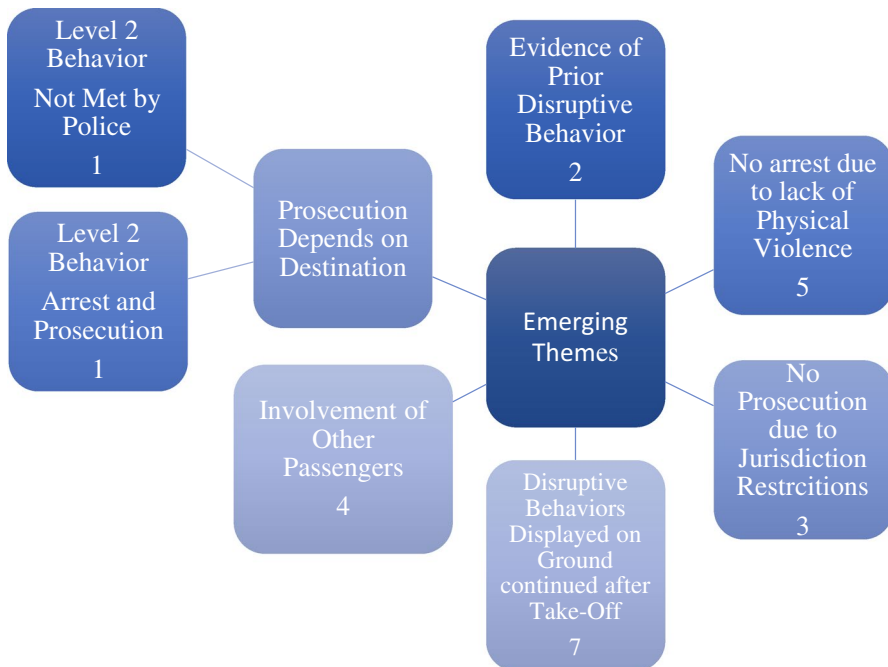 Level 2
Behavior
Not Met by
Police
1
Evidence of
Prior
Disruptive
Behavior
2
No arrest due
to lack of
Physical
Violence
5
Prosecution
Depends on
Destination
Level 2
Behavior
Arrest and
Prosecution
1
Emerging
Themes
Involvement of
Other
Passengers
4
No
Prosecution
due to
Jurisdiction
Restrcitions
3
Disruptive
Behaviors
Displayed on
Ground
continued after
Take-Off
7